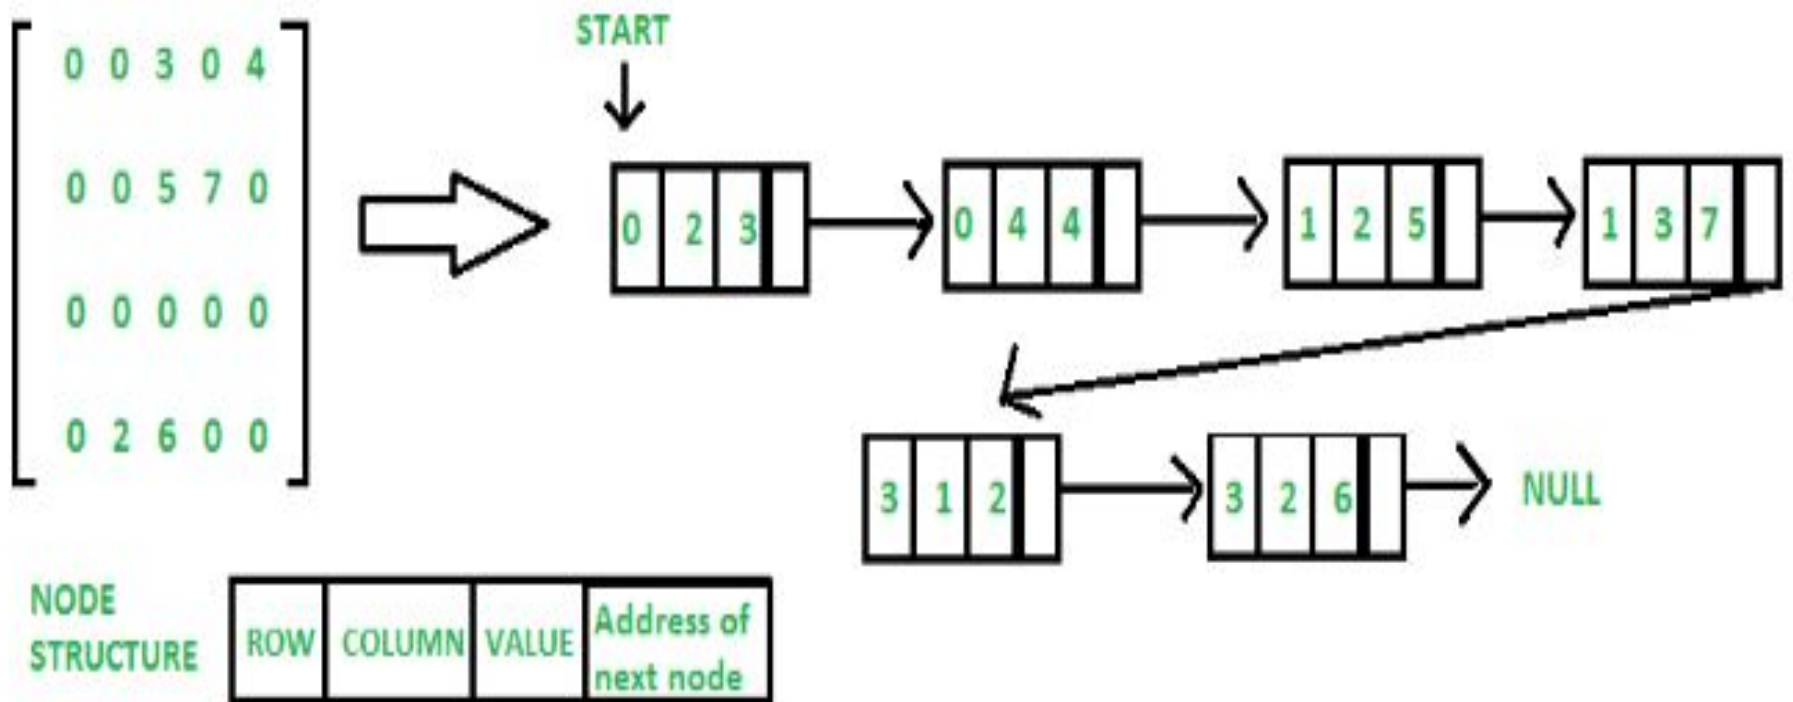 START
0 0 3 0 4
0 0 5 7 0
0 0 0 0 0
0 2 6 0 0
0 2 3
0 4 4
1 2 5
1 3 7
3 1 2
3 2 6
NULL
NODE
STRUCTURE
ROW
COLUMN
VALUE
Address of
next node